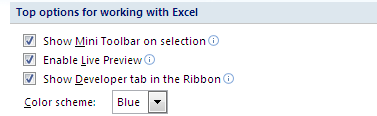 Top options for working with Excel
Show Mini Toolbar on selection
Enable Live Preview
Show Developer tab in the Ribbon
Color scheme: Blue